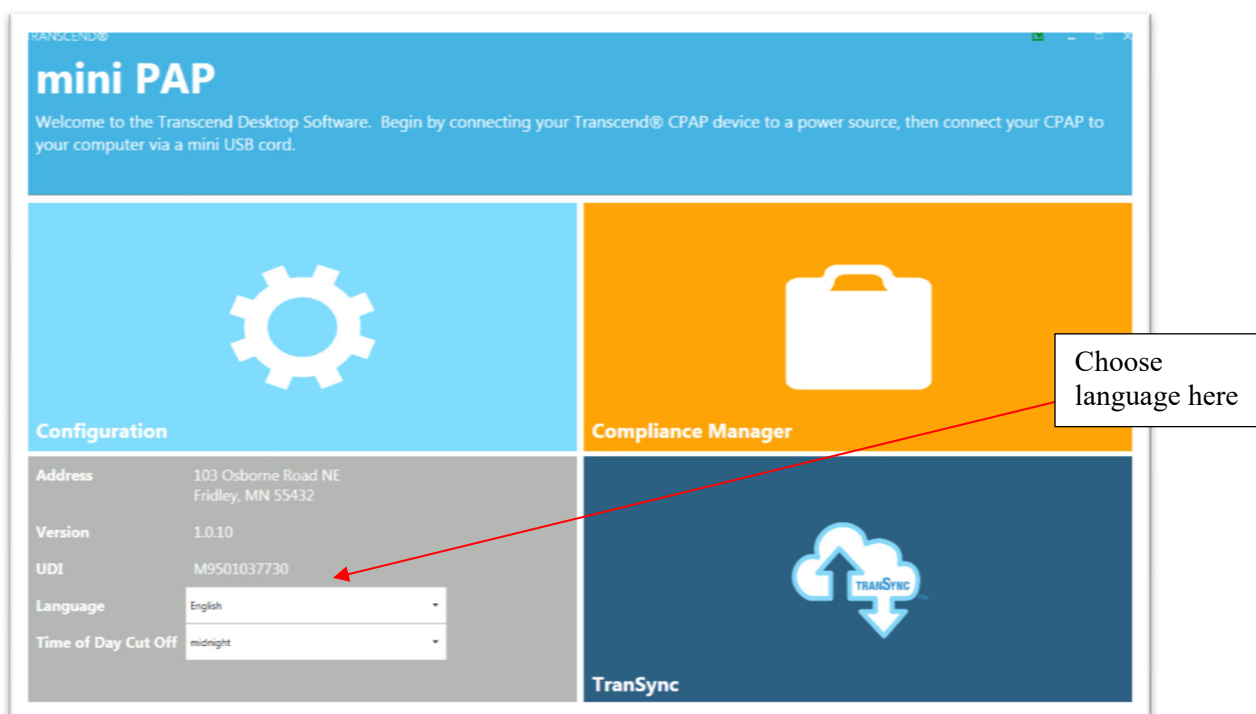 TRANSCEND®
mini PAP
Welcome to the Transcend Desktop Software. Begin by connecting your Transcend® CPAP device to a power source, then connect your CPAP to
your computer via a mini USB cord.
Configuration
Compliance Manager
Choose
language here
Address 103 Osborne Road NE
Fridley, MN 55432
Version 1.0.10
UDI M9501037730
Language English
Time of Day Cut Off midnight
TRANSYNC
TranSync